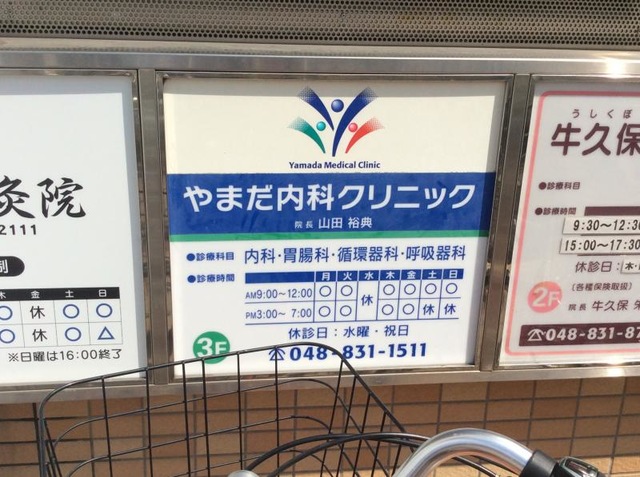 灸院
2111
制
木 金 土 日
休
休 △
※日曜は16:00終了
Yamada Medical Clinic
やまだ内科クリニック
院長 山田 裕典
●診療科目 内科・胃腸科・循環器科・呼吸器科
●診療時間 月 火 水 木 金 土 日
AM9:00~12:00 ○ ○ 休 ○ ○ ○ ○
PM3:00~ 7:00 ○ ○ ○ ○ 休 休
休診日：水曜・祝日
3F
☎048-831-1511
うしくぼ
牛久保
●診療科目
●診療時間
9:30~12:30
15:00~17:30
休診日：木・
(各種保険取扱)
2F
院長 牛久保
☎048-831-87